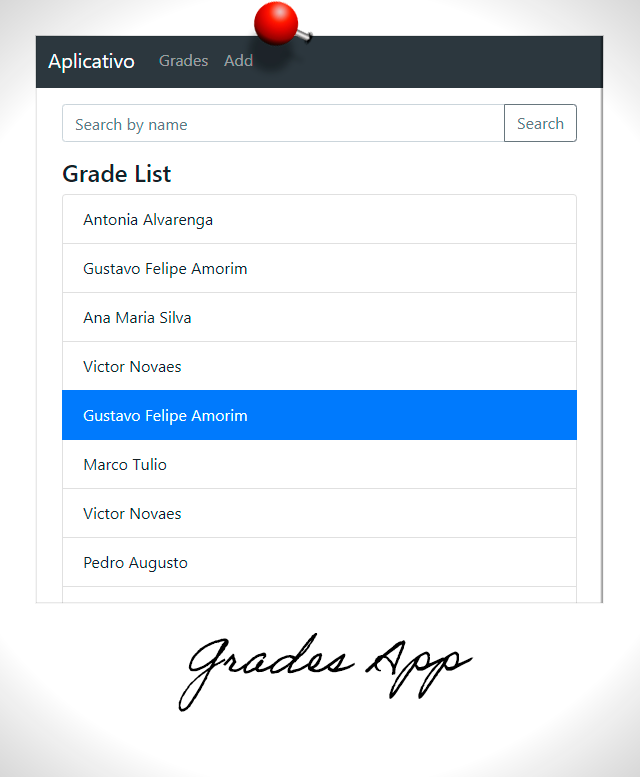 Aplicativo Grades Add
Search by name Search
Grade List
Antonia Alvarenga
Gustavo Felipe Amorim
Ana Maria Silva
Victor Novaes
Gustavo Felipe Amorim
Marco Tulio
Victor Novaes
Pedro Augusto
Grades App